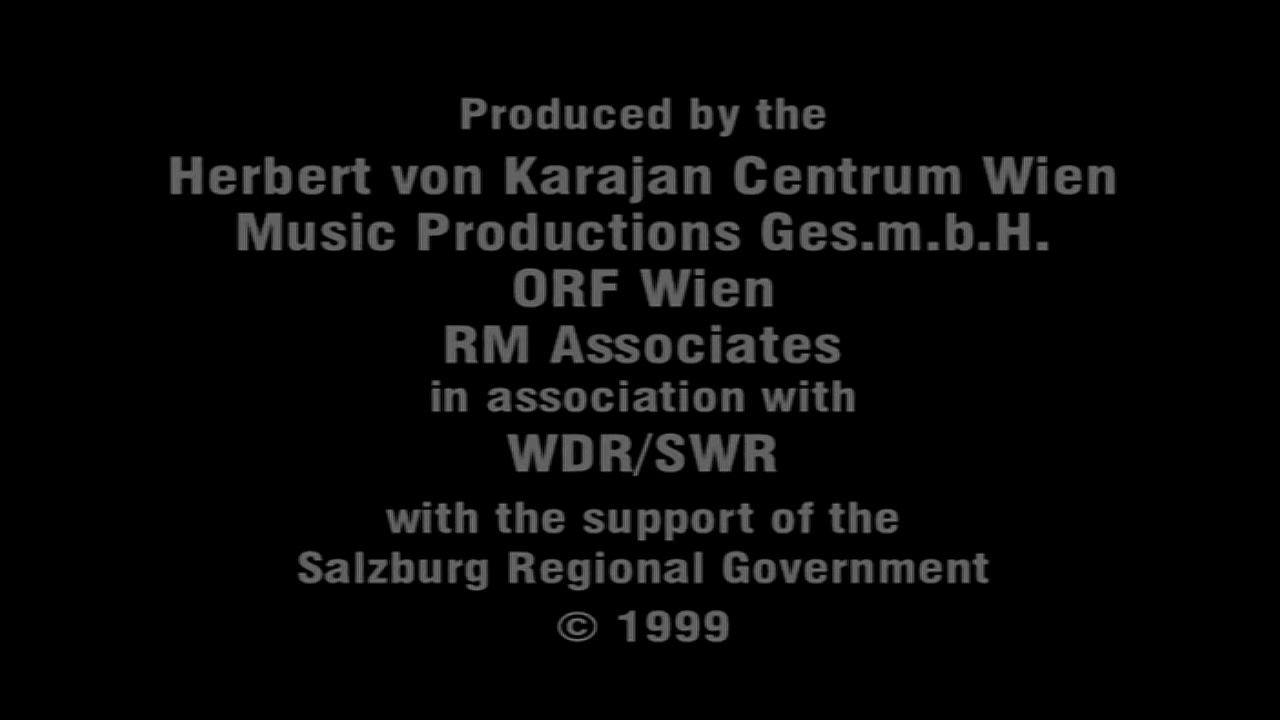 Produced by the
Herbert von Karajan Centrum Wien
Music Productions Ges.m.b.H.
ORF Wien
RM Associates
in association with
WDR/SWR
with the support of the
Salzburg Regional Government
© 1999